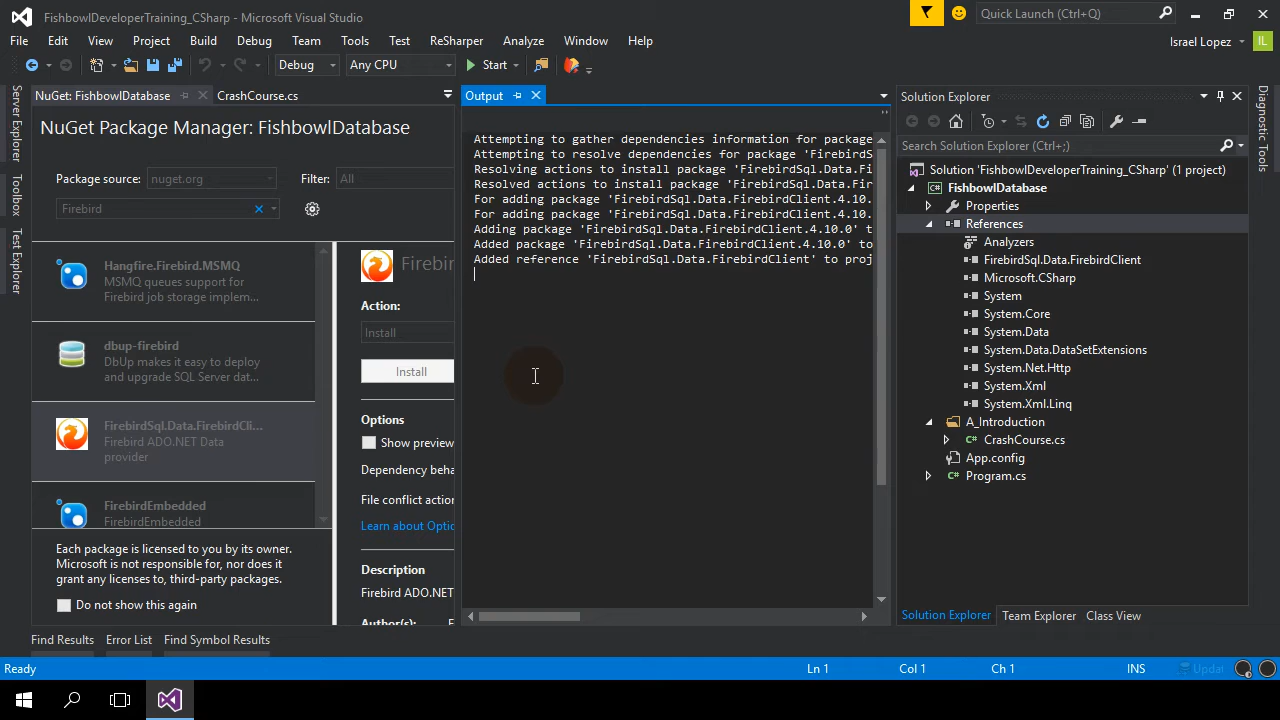 FishbowlDeveloperTraining_CSharp - Microsoft Visual Studio
Quick Launch (Ctrl+Q)
File Edit View Project Build Debug Team Tools Test ReSharper Analyze Window Help
Israel Lopez IL
Debug Any CPU Start
Server Explorer
Toolbox
Test Explorer
NuGet: FishbowlDatabase CrashCourse.cs
NuGet Package Manager: FishbowlDatabase
Package source: nuget.org Filter: All
Firebird
Hangfire.Firebird.MSMQ
MSMQ queues support for
Firebird job storage implem...
dbup-firebird
DbUp makes it easy to deploy
and upgrade SQL Server dat...
FirebirdSql.Data.FirebirdCli...
Firebird ADO.NET Data
provider
FirebirdEmbedded
FirebirdEmbedded
Each package is licensed to you by its owner.
Microsoft is not responsible for, nor does it
grant any licenses to, third-party packages.
Do not show this again
Firebird
Action:
Install
Install
Options
Show preview
Dependency beha
File conflict action
Learn about Optio
Description
Firebird ADO.NET
Author(s):
Output
Attempting to gather dependencies information for package
Attempting to resolve dependencies for package 'FirebirdS
Resolving actions to install package 'FirebirdSql.Data.Fi
Resolved actions to install package 'FirebirdSql.Data.Fir
For adding package 'FirebirdSql.Data.FirebirdClient.4.10.
For adding package 'FirebirdSql.Data.FirebirdClient.4.10.
Adding package 'FirebirdSql.Data.FirebirdClient.4.10.0' t
Added package 'FirebirdSql.Data.FirebirdClient.4.10.0' to
Added reference 'FirebirdSql.Data.FirebirdClient' to proj
Solution Explorer
Search Solution Explorer (Ctrl+;)
Solution 'FishbowlDeveloperTraining_CSharp' (1 project)
FishbowlDatabase
Properties
References
Analyzers
FirebirdSql.Data.FirebirdClient
Microsoft.CSharp
System
System.Core
System.Data
System.Data.DataSetExtensions
System.Net.Http
System.Xml
System.Xml.Linq
A_Introduction
CrashCourse.cs
App.config
Program.cs
Solution Explorer Team Explorer Class View
Diagnostic Tools
Find Results Error List Find Symbol Results
Ready Ln 1 Col 1 Ch 1 INS